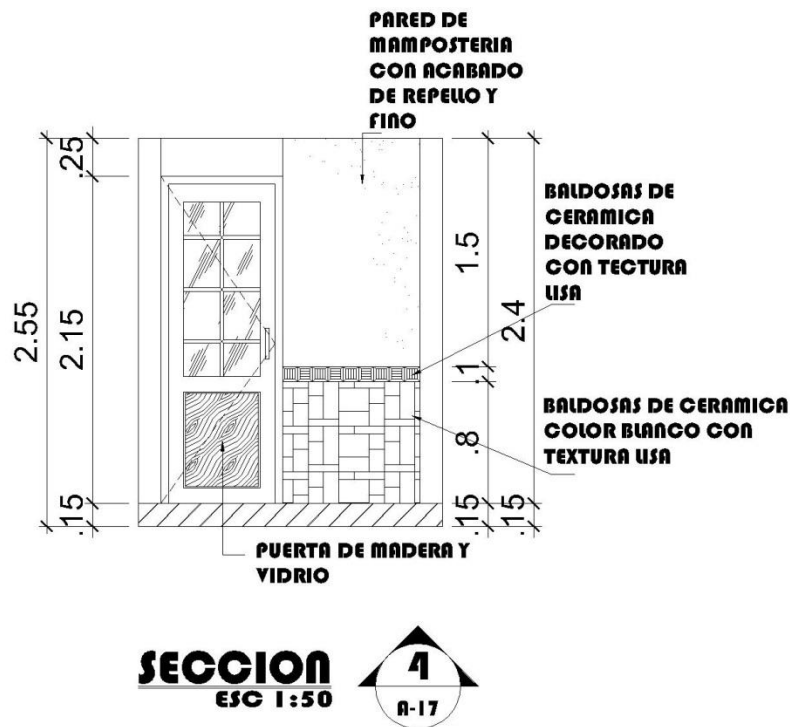 PARED DE
MAMPOSTERIA
CON ACABADO
DE REPELLO Y
FINO
BALDOSAS DE
CERAMICA
DECORADO
CON TECTURA
LISA
BALDOSAS DE CERAMICA
COLOR BLANCO CON
TEXTURA LISA
PUERTA DE MADERA Y
VIDRIO
2.55
.25
2.15
.15
1.5
.1
.8
.15
2.4
.15
SECCION
ESC 1:50
4
A-17